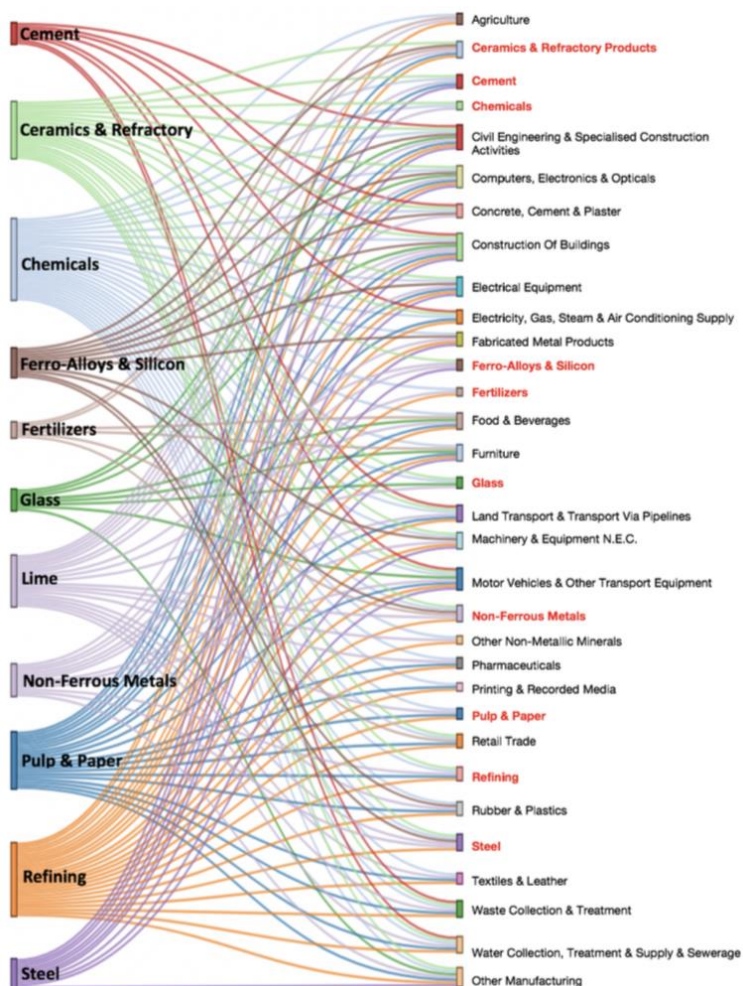 Cement
Ceramics & Refractory
Chemicals
Ferro-Alloys & Silicon
Fertilizers
Glass
Lime
Non-Ferrous Metals
Pulp & Paper
Refining
Steel
Agriculture
Ceramics & Refractory Products
Cement
Chemicals
Civil Engineering & Specialised Construction
Activities
Computers, Electronics & Opticals
Concrete, Cement & Plaster
Construction Of Buildings
Electrical Equipment
Electricity, Gas, Steam & Air Conditioning Supply
Fabricated Metal Products
Ferro-Alloys & Silicon
Fertilizers
Food & Beverages
Furniture
Glass
Land Transport & Transport Via Pipelines
Machinery & Equipment N.E.C.
Motor Vehicles & Other Transport Equipment
Non-Ferrous Metals
Other Non-Metallic Minerals
Pharmaceuticals
Printing & Recorded Media
Pulp & Paper
Retail Trade
Refining
Rubber & Plastics
Steel
Textiles & Leather
Waste Collection & Treatment
Water Collection, Treatment & Supply & Sewerage
Other Manufacturing